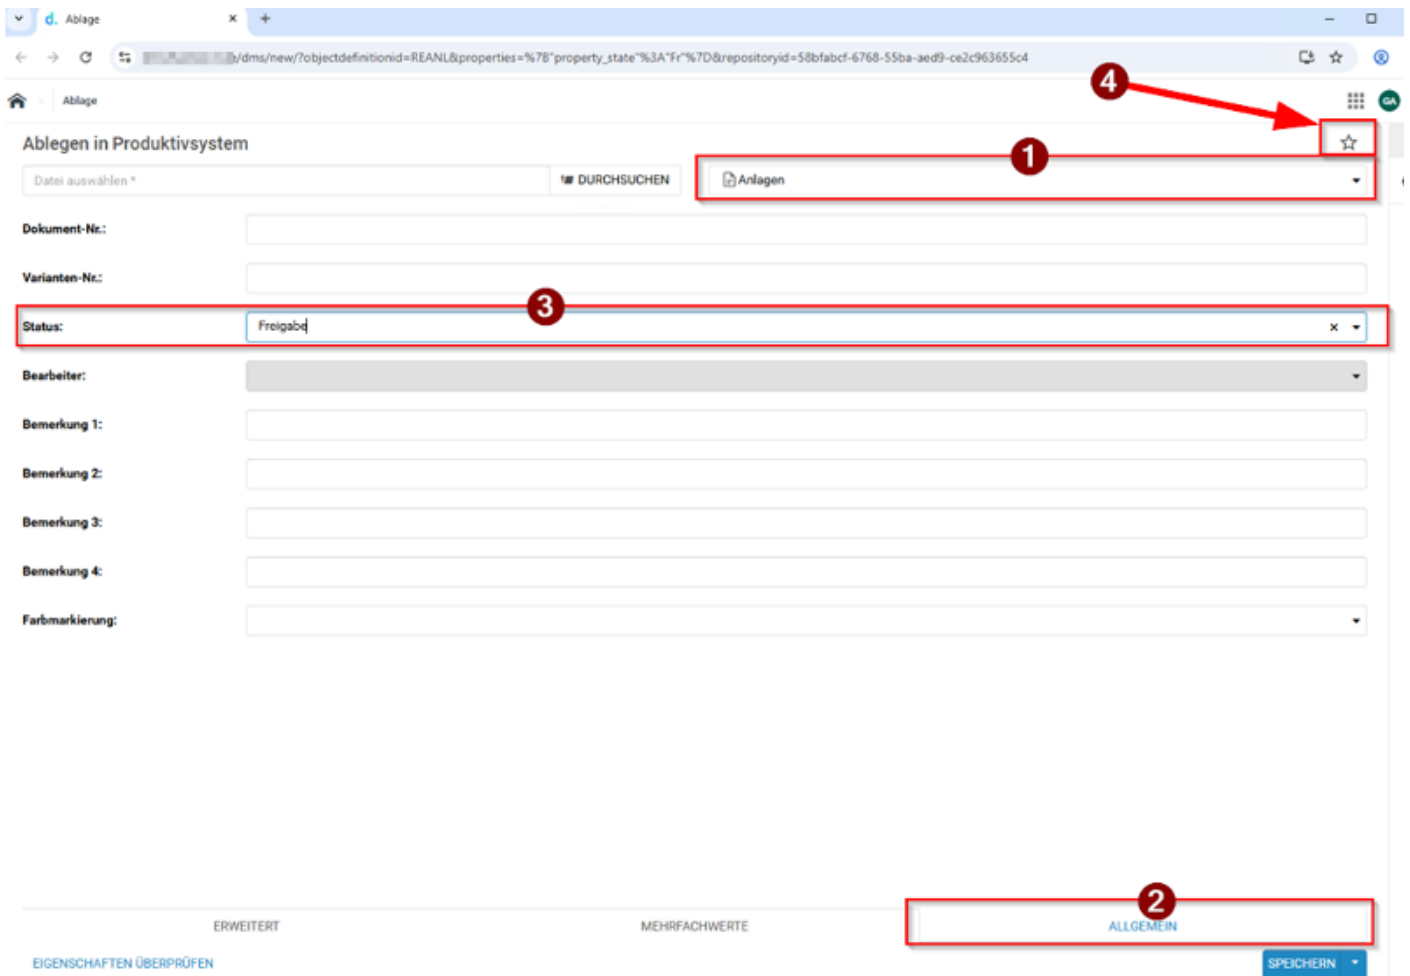 d. Ablage
/dms/new/?objectdefinitionid=REANL&properties=%7B"property_state"%3A"Fr"%7D&repositoryid=58bfabcf-6768-55ba-aed9-ce2c963655c4
Ablage
4
GA
Ablegen in Produktivsystem
1
Datei auswählen *
DURCHSUCHEN
Anlagen
Dokument-Nr.:
Varianten-Nr.:
3
Status:
Freigabe
Bearbeiter:
Bemerkung 1:
Bemerkung 2:
Bemerkung 3:
Bemerkung 4:
Farbmarkierung:
2
ERWEITERT
MEHRFACHWERTE
ALLGEMEIN
EIGENSCHAFTEN ÜBERPRÜFEN
SPEICHERN